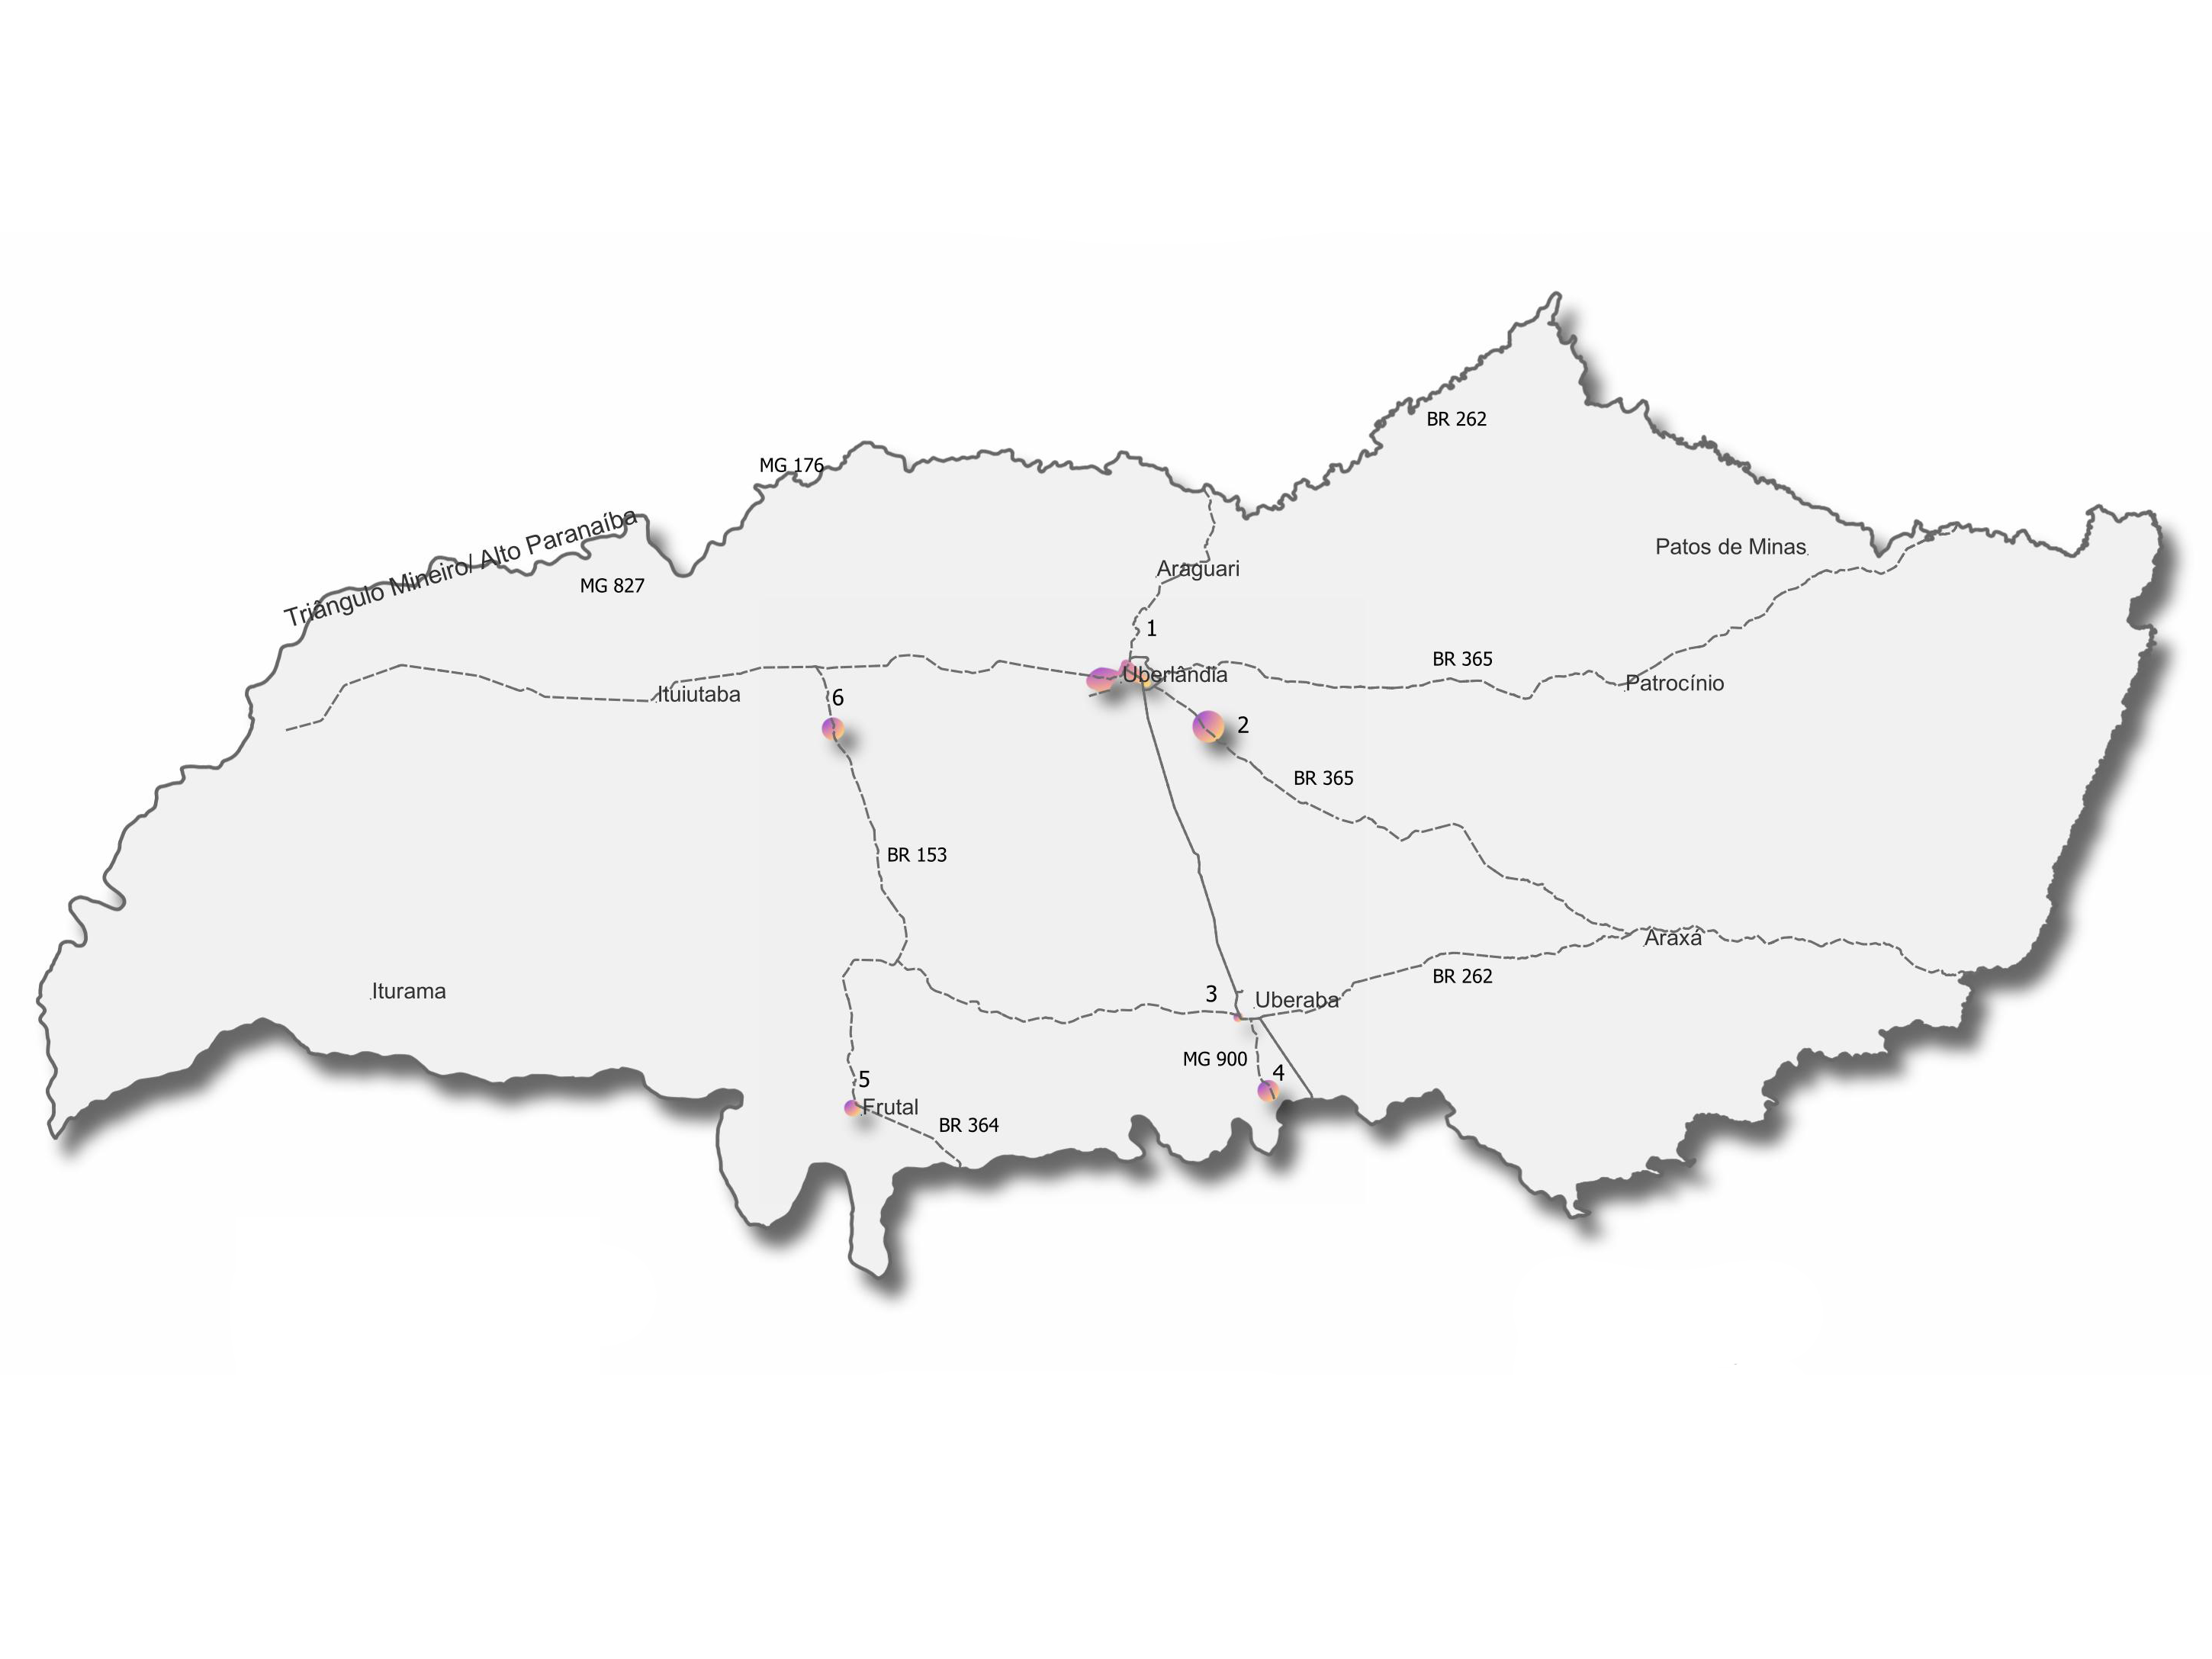 BR 262
MG 176
Triângulo Mineiro/ Alto Paranaíba
Patos de Minas
Araguari
MG 827
1
BR 365
Uberlândia
Patrocínio
Ituiutaba
6
2
BR 365
BR 153
Araxá
BR 262
Iturama
3
Uberaba
MG 900
4
5
Frutal
BR 364